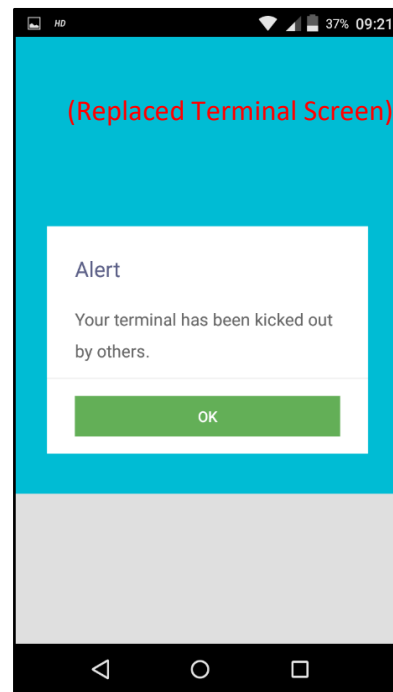 HD 37% 09:21
(Replaced Terminal Screen)
Alert
Your terminal has been kicked out
by others.
OK